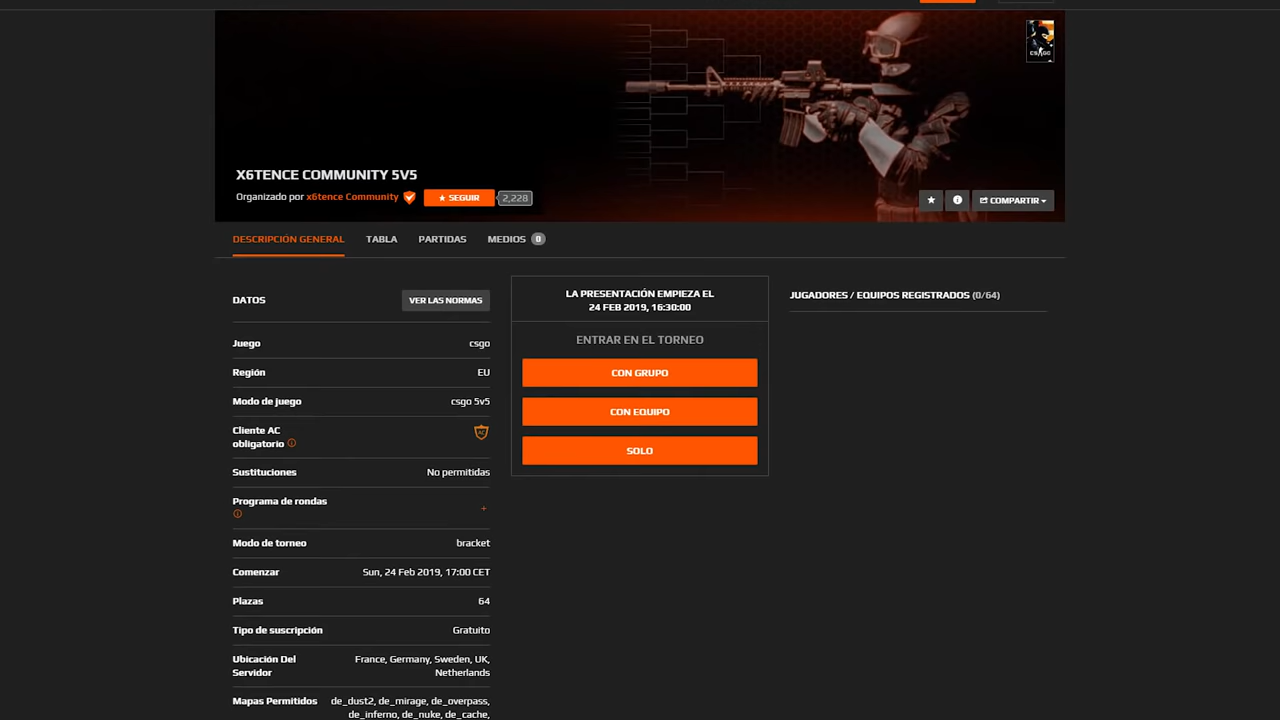 CS GO
X6TENCE COMMUNITY 5V5
Organizado por x6tence Community
★ SEGUIR
2,228
COMPARTIR
DESCRIPCIÓN GENERAL
TABLA
PARTIDAS
MEDIOS 0
DATOS
VER LAS NORMAS
Juego csgo
Región EU
Modo de juego csgo 5v5
Cliente AC
obligatorio
AC
Sustituciones No permitidas
Programa de rondas
+
Modo de torneo bracket
Comenzar Sun, 24 Feb 2019, 17:00 CET
Plazas 64
Tipo de suscripción Gratuito
Ubicación Del
Servidor
France, Germany, Sweden, UK,
Netherlands
Mapas Permitidos de_dust2, de_mirage, de_overpass,
de_inferno, de_nuke, de_cache,
LA PRESENTACIÓN EMPIEZA EL
24 FEB 2019, 16:30:00
ENTRAR EN EL TORNEO
CON GRUPO
CON EQUIPO
SOLO
JUGADORES / EQUIPOS REGISTRADOS (0/64)